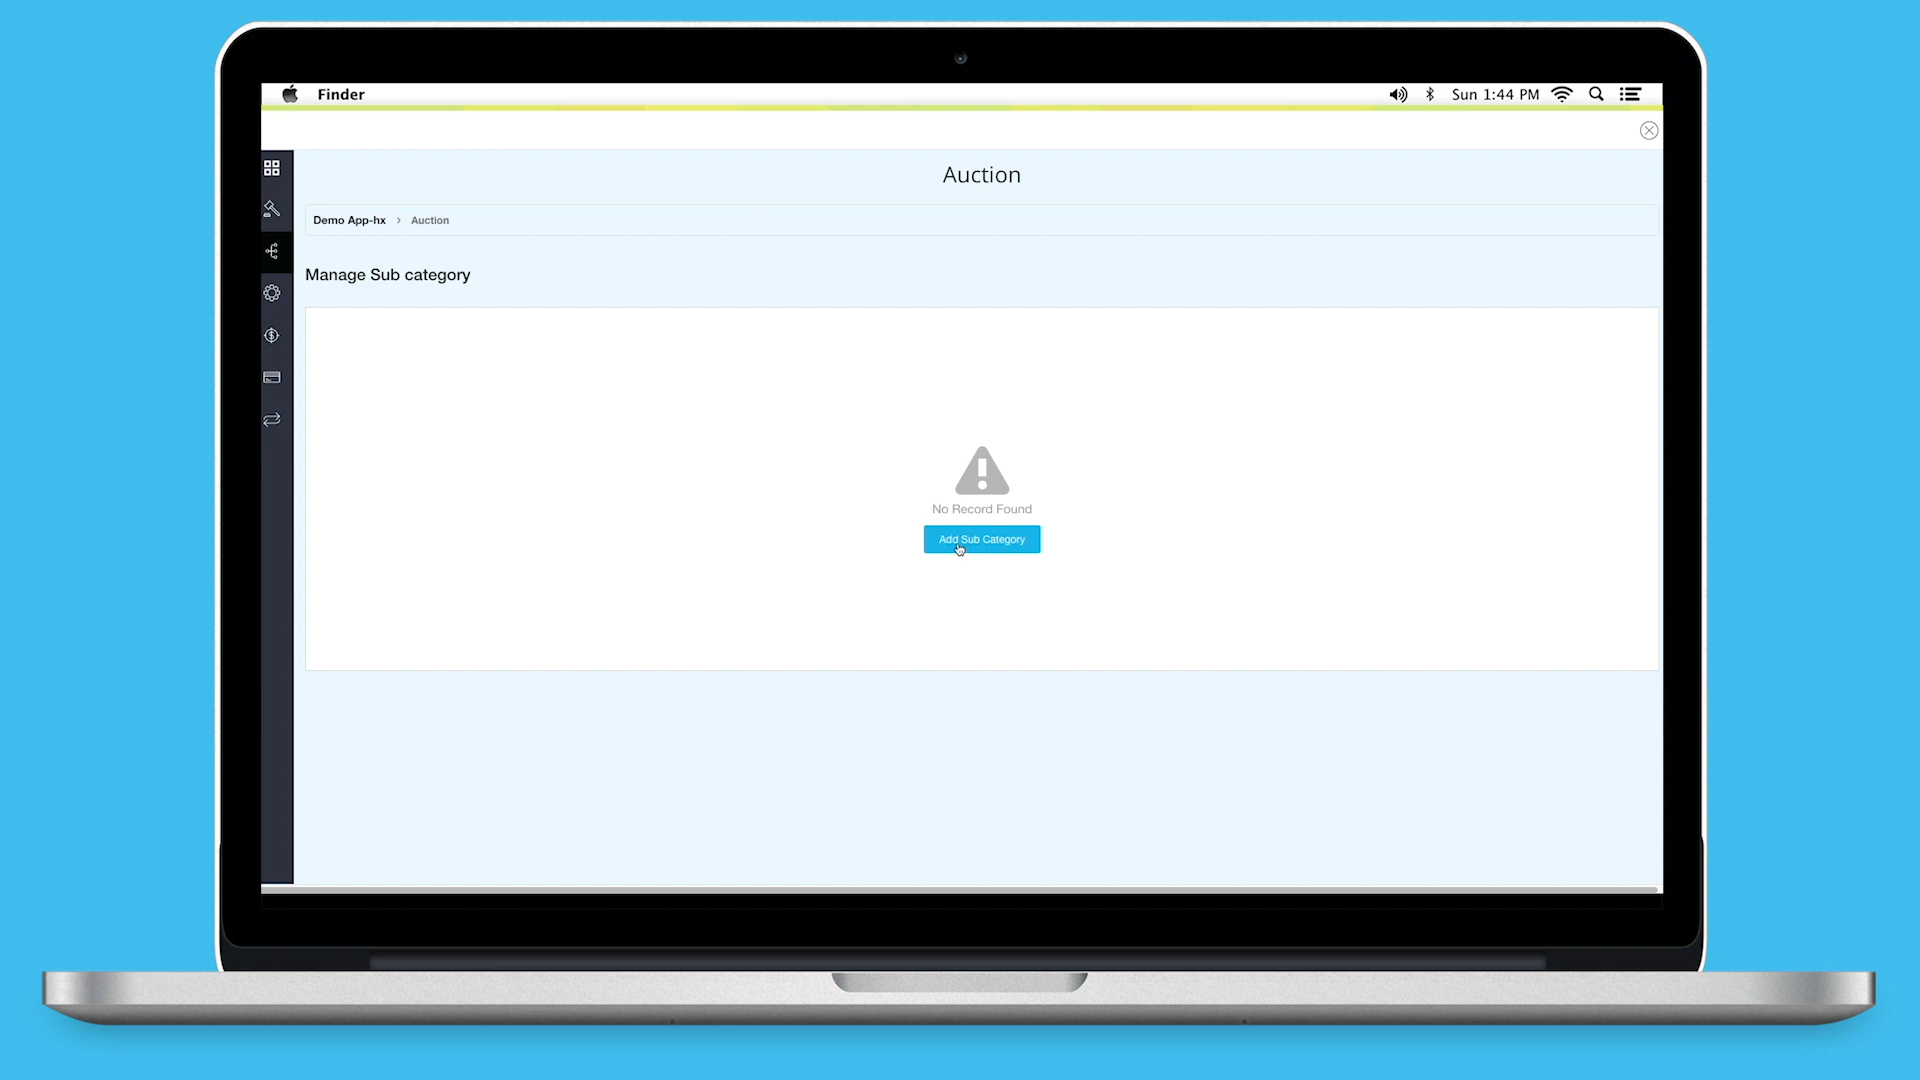 Finder
Sun 1:44 PM
Auction
Demo App-hx > Auction
Manage Sub category
No Record Found
Add Sub Category